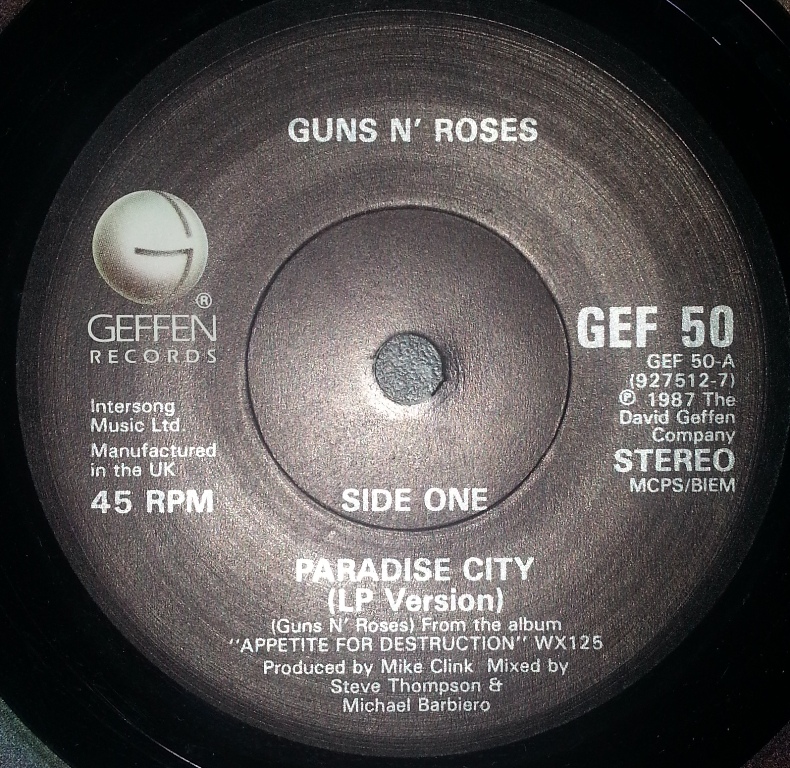 GUNS N' ROSES
G
®
GEFFEN
RECORDS
Intersong
Music Ltd.
Manufactured
in the UK
45 RPM
GEF 50
GEF 50-A
(927512-7)
℗ 1987 The
David Geffen
Company
STEREO
MCPS/BIEM
SIDE ONE
PARADISE CITY
(LP Version)
(Guns N' Roses) From the album
"APPETITE FOR DESTRUCTION" WX125
Produced by Mike Clink Mixed by
Steve Thompson &
Michael Barbiero